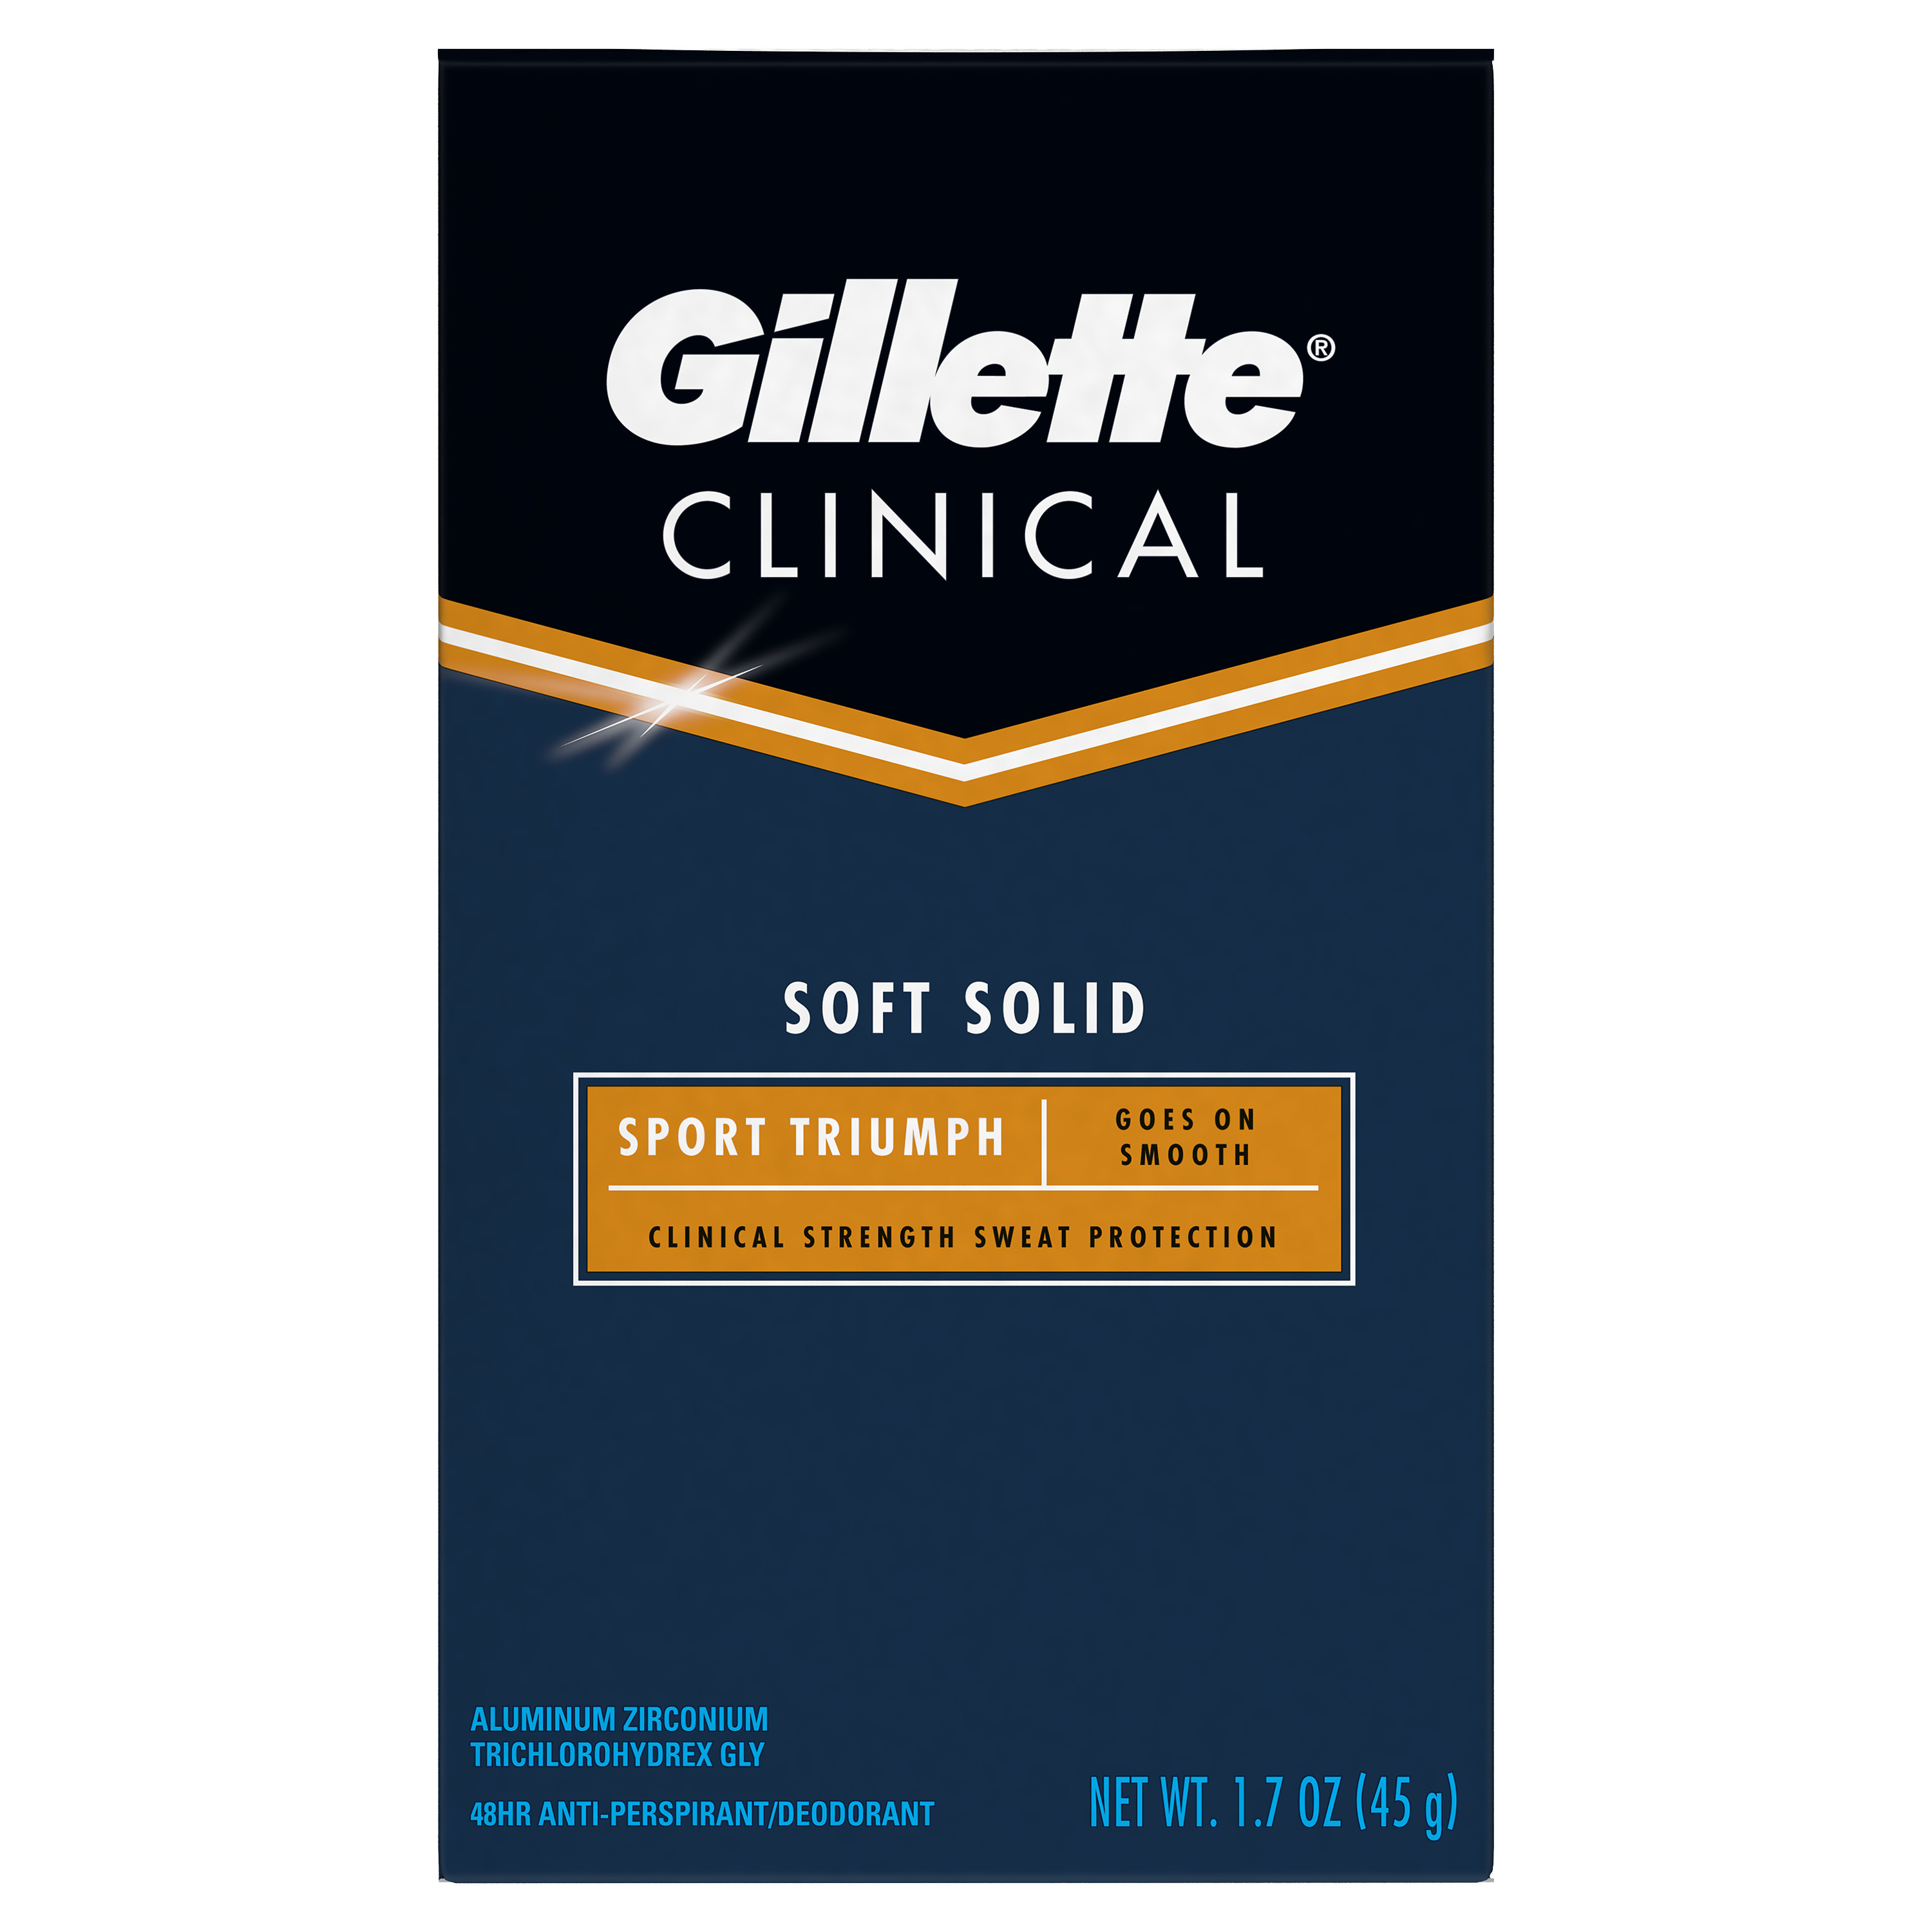 Gillette®
CLINICAL
SOFT SOLID
SPORT TRIUMPH
GOES ON
SMOOTH
CLINICAL STRENGTH SWEAT PROTECTION
ALUMINUM ZIRCONIUM
TRICHLOROHYDREX GLY
48HR ANTI-PERSPIRANT/DEODORANT
NET WT. 1.7 OZ (45 g)